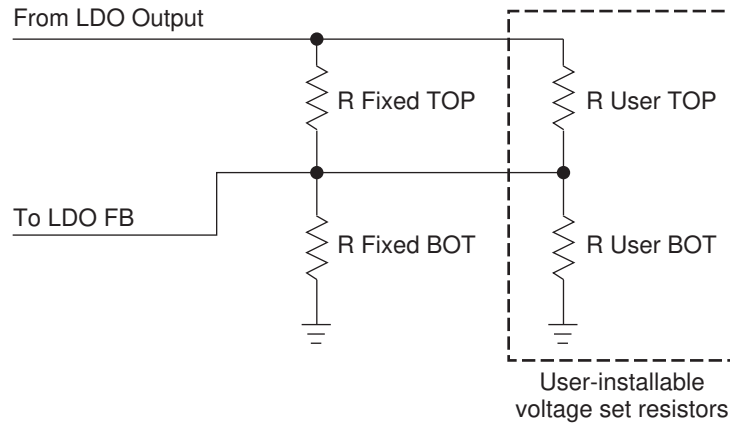 From LDO Output
R Fixed TOP
R User TOP
To LDO FB
R Fixed BOT
R User BOT
User-installable
voltage set resistors